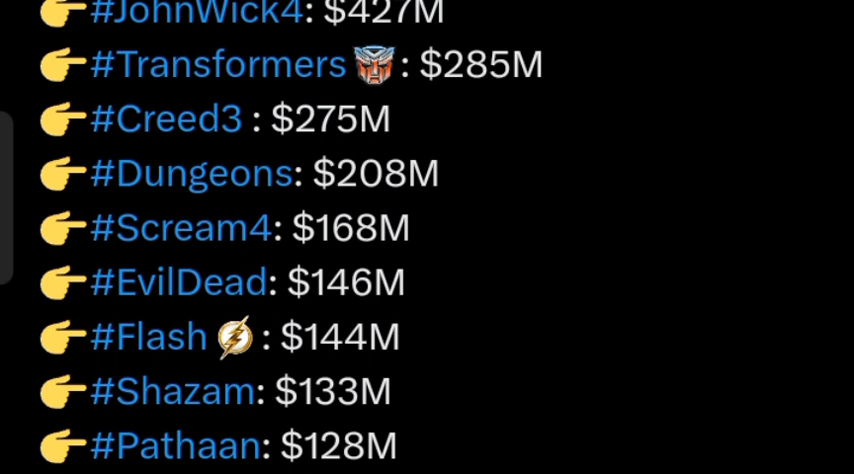 👉#JohnWick4: $427M
👉#Transformers : $285M
👉#Creed3 : $275M
👉#Dungeons: $208M
👉#Scream4: $168M
👉#EvilDead: $146M
👉#Flash : $144M
👉#Shazam: $133M
👉#Pathaan: $128M